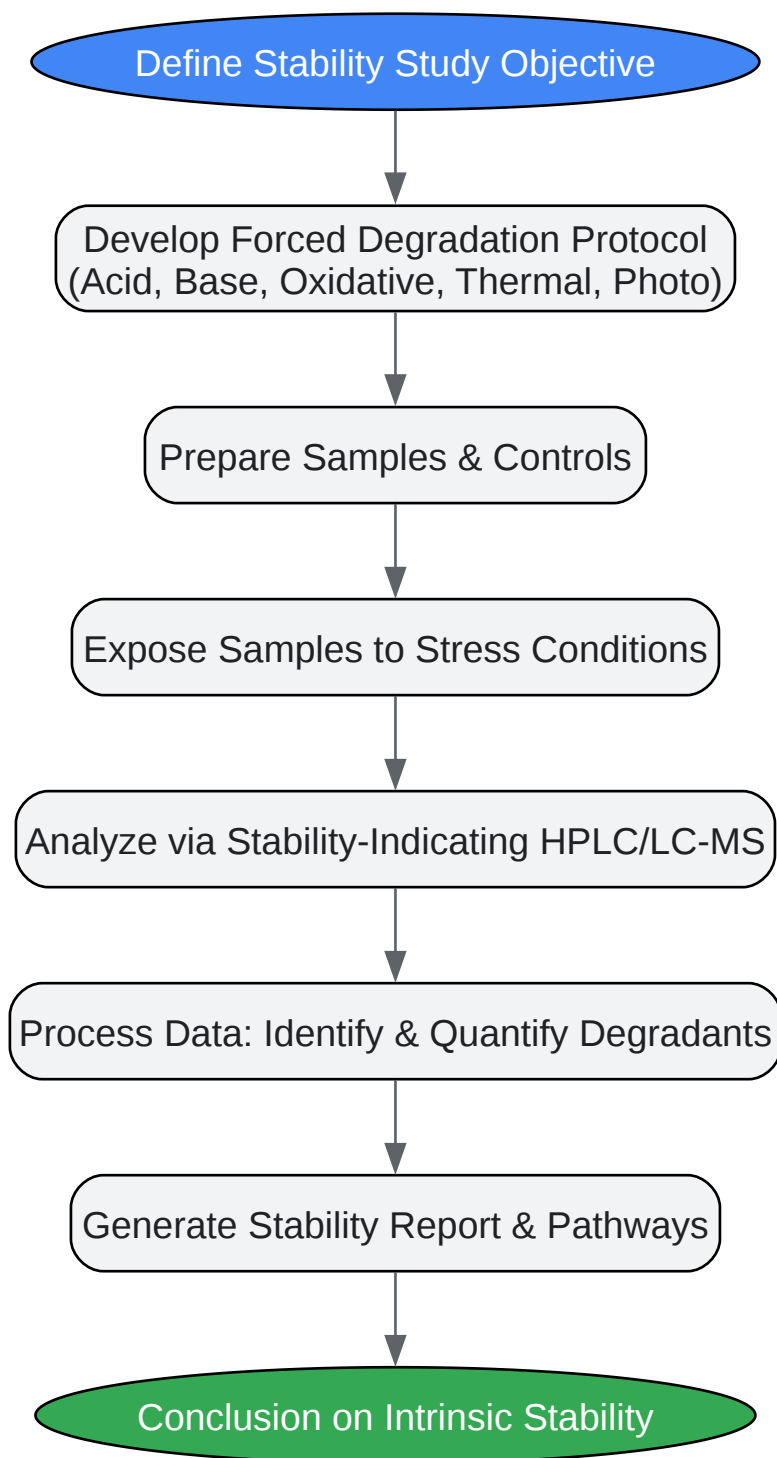 Define Stability Study Objective
Develop Forced Degradation Protocol
(Acid, Base, Oxidative, Thermal, Photo)
Prepare Samples & Controls
Expose Samples to Stress Conditions
Analyze via Stability-Indicating HPLC/LC-MS
Process Data: Identify & Quantify Degradants
Generate Stability Report & Pathways
Conclusion on Intrinsic Stability